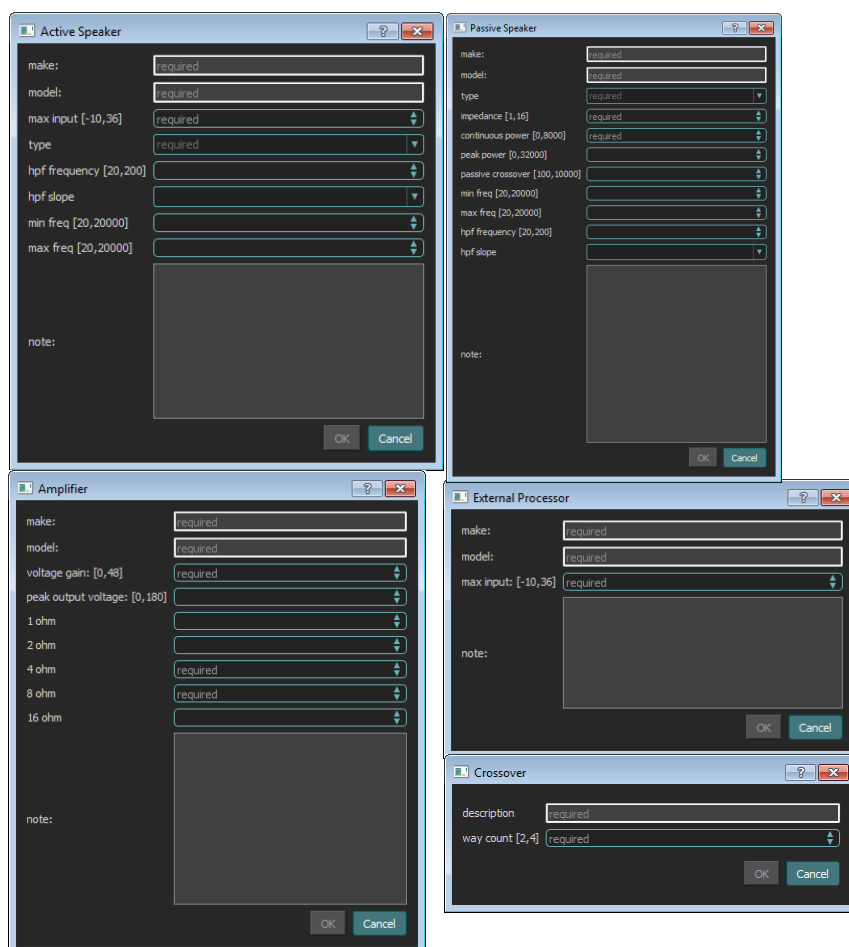 Active Speaker
make: required
model: required
max input [-10,36] required
type required
hpf frequency [20,200]
hpf slope
min freq [20,20000]
max freq [20,20000]
note:
OK Cancel
Passive Speaker
make: required
model: required
type required
impedance [1,16] required
continuous power [0,8000] required
peak power [0,32000]
passive crossover [100,10000]
min freq [20,20000]
max freq [20,20000]
hpf frequency [20,200]
hpf slope
note:
OK Cancel
Amplifier
make: required
model: required
voltage gain: [0,48] required
peak output voltage: [0,180]
1 ohm
2 ohm
4 ohm required
8 ohm required
16 ohm
note:
OK Cancel
External Processor
make: required
model: required
max input: [-10,36] required
note:
OK Cancel
Crossover
description required
way count [2,4] required
OK Cancel